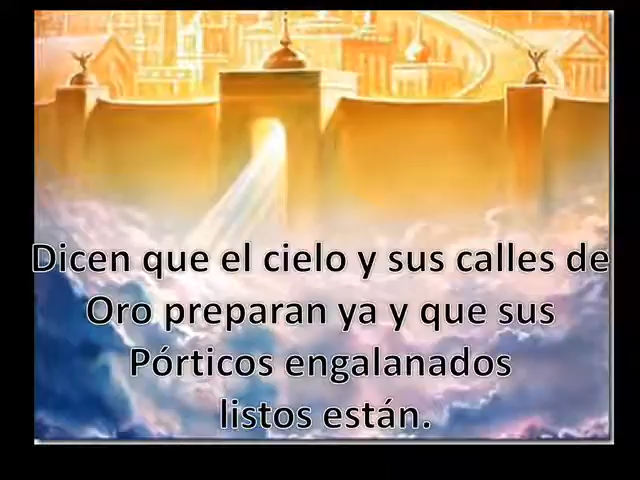 Dicen que el cielo y sus calles de
Oro preparan ya y que sus
Pórticos engalanados
listos están.